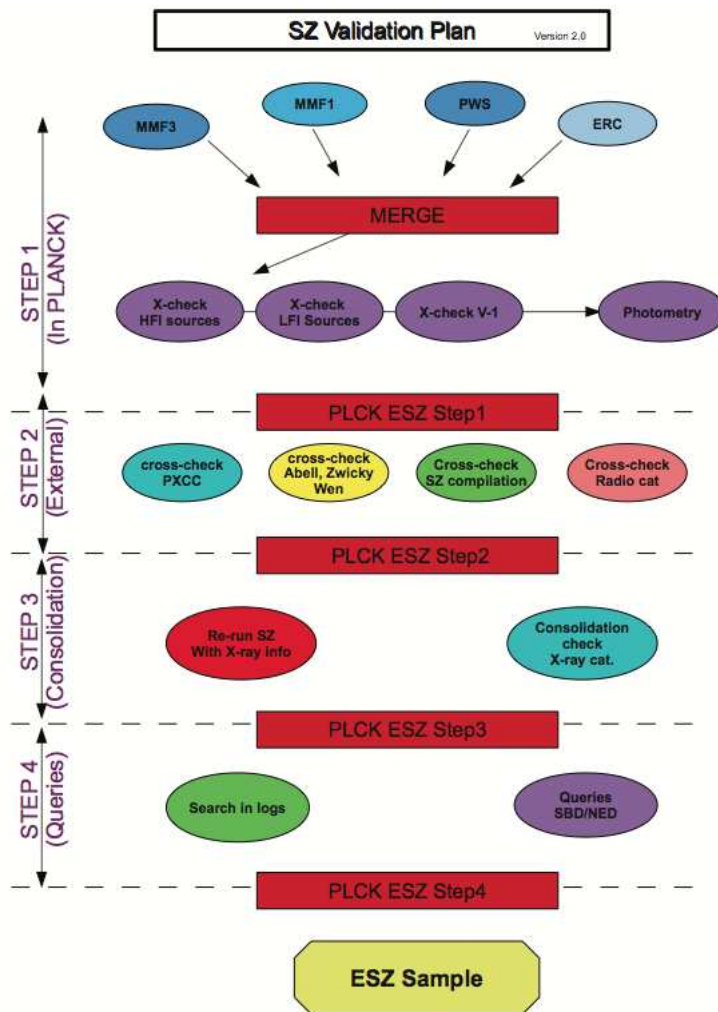 SZ Validation Plan Version 2.0
MMF3
MMF1
PWS
ERC
MERGE
STEP 1
(In PLANCK)
X-check
HFI sources
X-check
LFI Sources
X-check V-1
Photometry
PLCK ESZ Step1
STEP 2
(External)
cross-check
PXCC
cross-check
Abell, Zwicky
Wen
Cross-check
SZ compilation
Cross-check
Radio cat
PLCK ESZ Step2
STEP 3
(Consolidation)
Re-run SZ
With X-ray info
Consolidation
check
X-ray cat.
PLCK ESZ Step3
STEP 4
(Queries)
Search in logs
Queries
SBD/NED
PLCK ESZ Step4
ESZ Sample